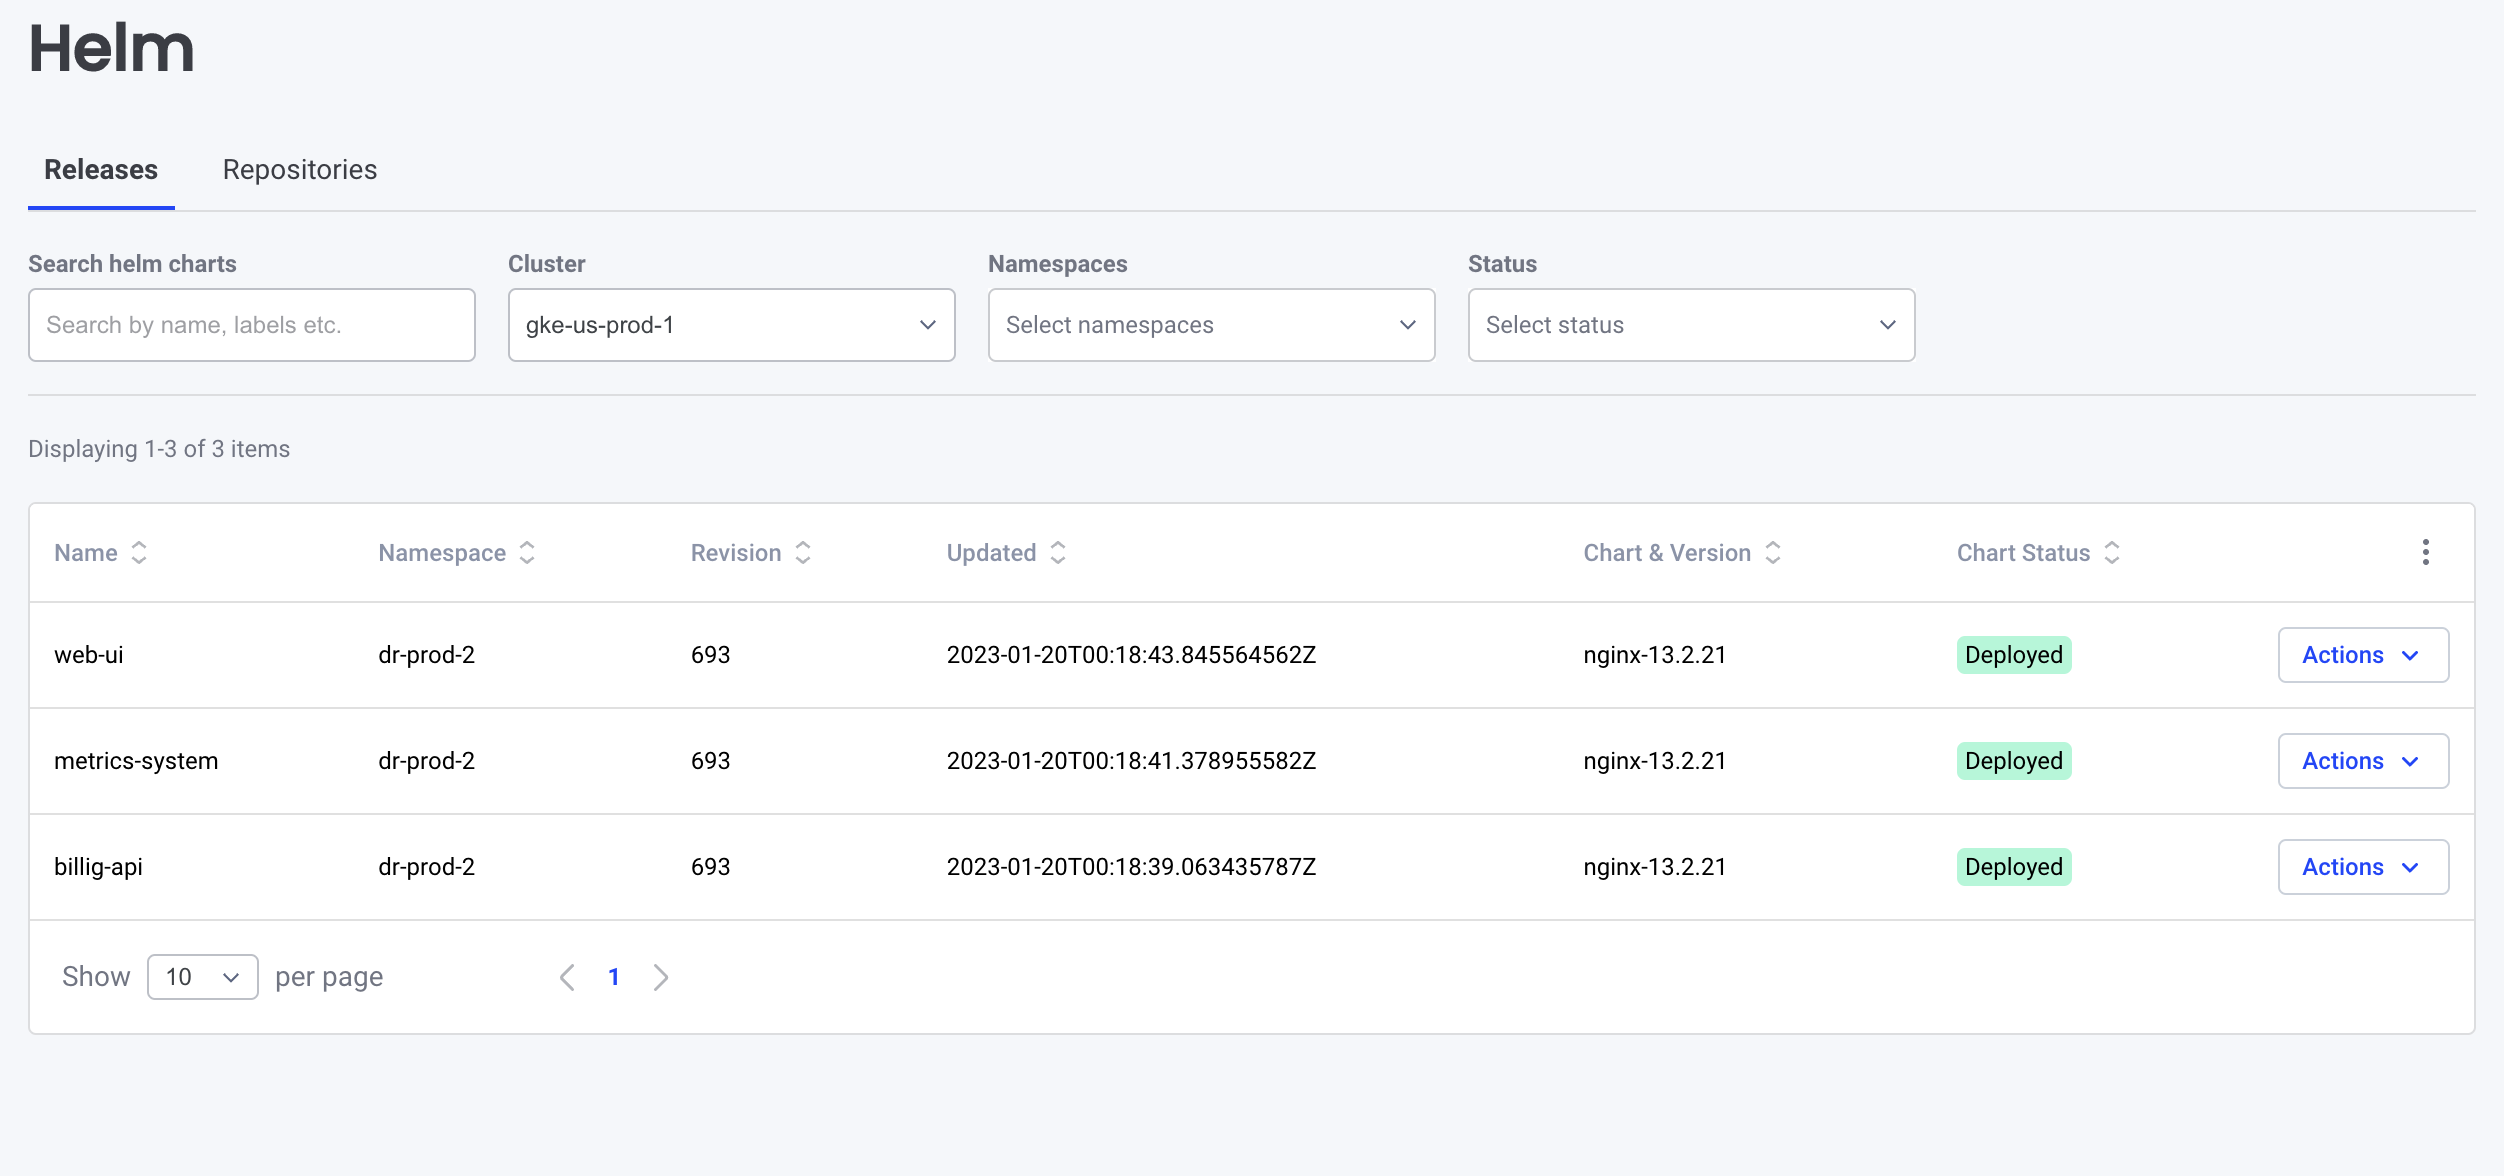 Helm
Releases Repositories
Search helm charts Cluster Namespaces Status
Search by name, labels etc. gke-us-prod-1 Select namespaces Select status
Displaying 1-3 of 3 items
Name Namespace Revision Updated Chart & Version Chart Status
web-ui dr-prod-2 693 2023-01-20T00:18:43.845564562Z nginx-13.2.21 Deployed Actions
metrics-system dr-prod-2 693 2023-01-20T00:18:41.378955582Z nginx-13.2.21 Deployed Actions
billig-api dr-prod-2 693 2023-01-20T00:18:39.063435787Z nginx-13.2.21 Deployed Actions
Show 10 per page 1